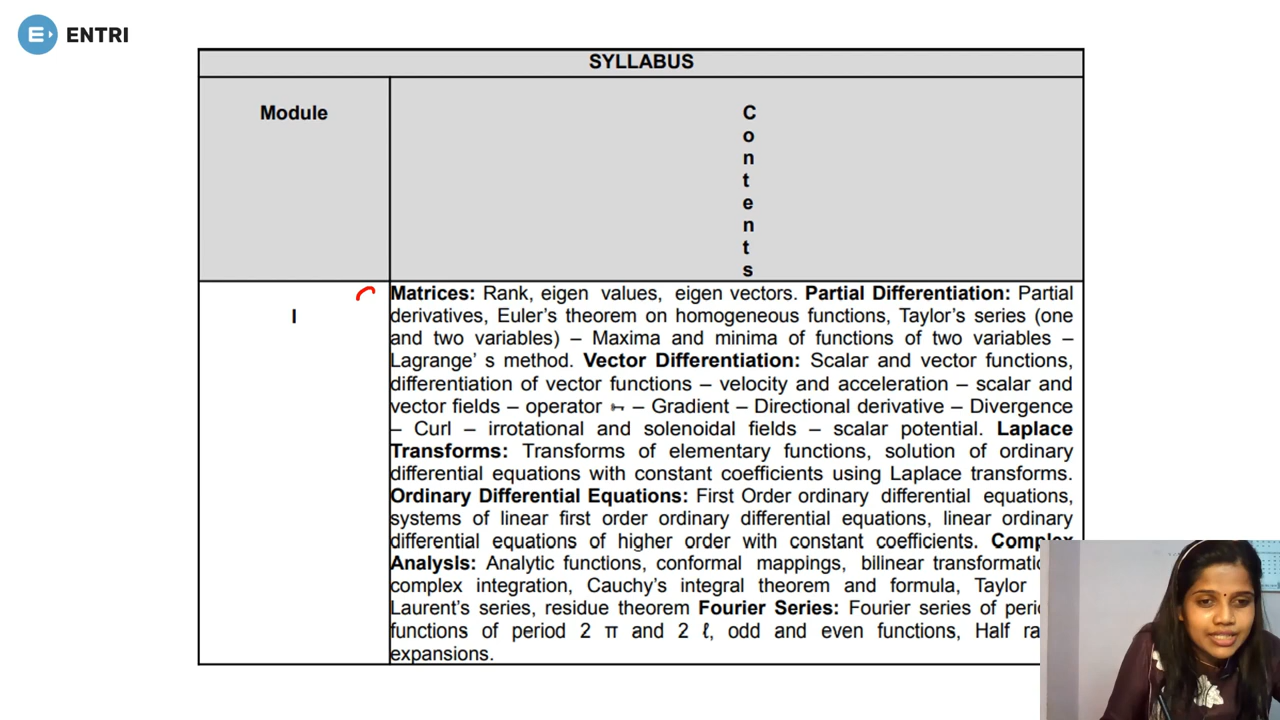 E ENTRI
SYLLABUS
Module
C
o
n
t
e
n
t
s
I
Matrices: Rank, eigen values, eigen vectors. Partial Differentiation: Partial
derivatives, Euler’s theorem on homogeneous functions, Taylor’s series (one
and two variables) – Maxima and minima of functions of two variables –
Lagrange’ s method. Vector Differentiation: Scalar and vector functions,
differentiation of vector functions – velocity and acceleration – scalar and
vector fields – operator – Gradient – Directional derivative – Divergence
– Curl – irrotational and solenoidal fields – scalar potential. Laplace
Transforms: Transforms of elementary functions, solution of ordinary
differential equations with constant coefficients using Laplace transforms.
Ordinary Differential Equations: First Order ordinary differential equations,
systems of linear first order ordinary differential equations, linear ordinary
differential equations of higher order with constant coefficients. Complex
Analysis: Analytic functions, conformal mappings, bilinear
complex integration, Cauchy’s integral theorem and formula, Taylor
Laurent’s series, residue theorem Fourier Series: Fourier series of
functions of period 2 π and 2 ℓ, odd and even functions, Half
expansions.